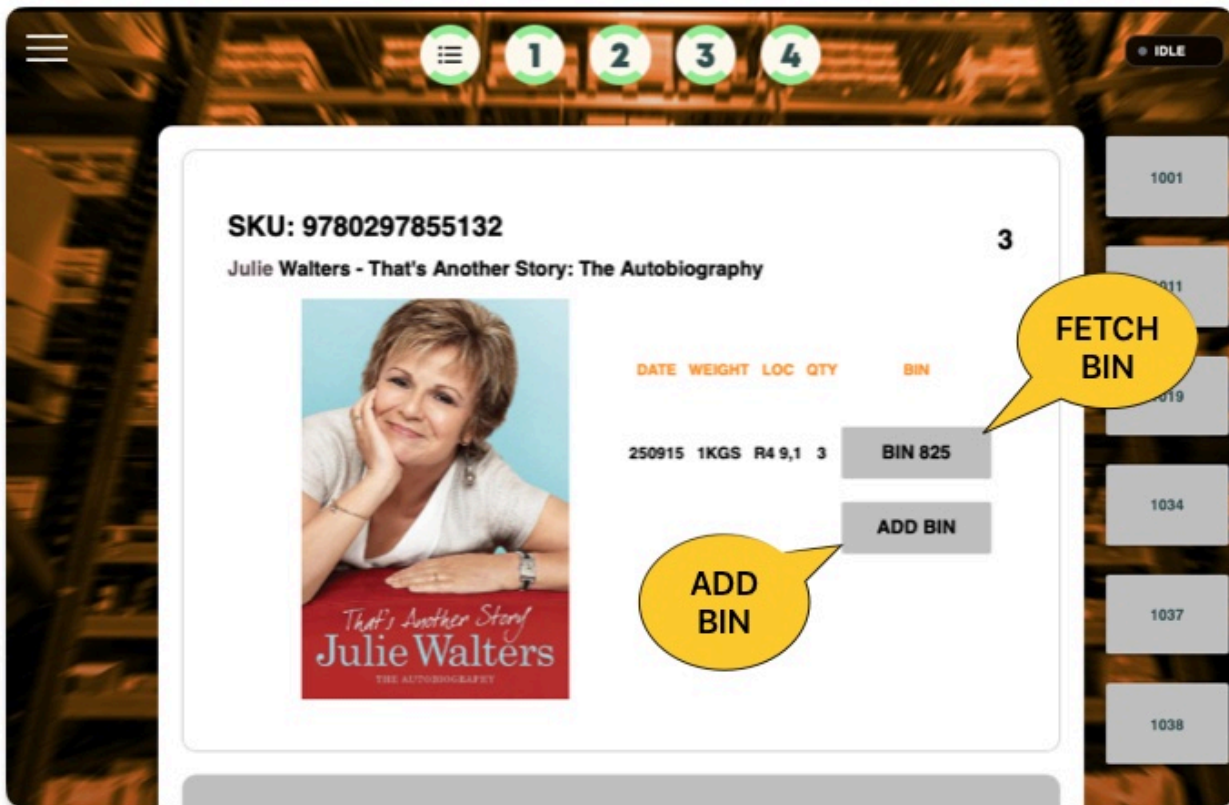 1 2 3 4
IDLE
1001
SKU: 9780297855132
3
Julie Walters - That's Another Story: The Autobiography
FETCH
BIN
DATE WEIGHT LOC QTY BIN
250915 1KGS R4 9,1 3 BIN 825
ADD BIN
ADD
BIN
That's Another Story
Julie Walters
THE AUTOBIOGRAPHY
1034
1037
1038